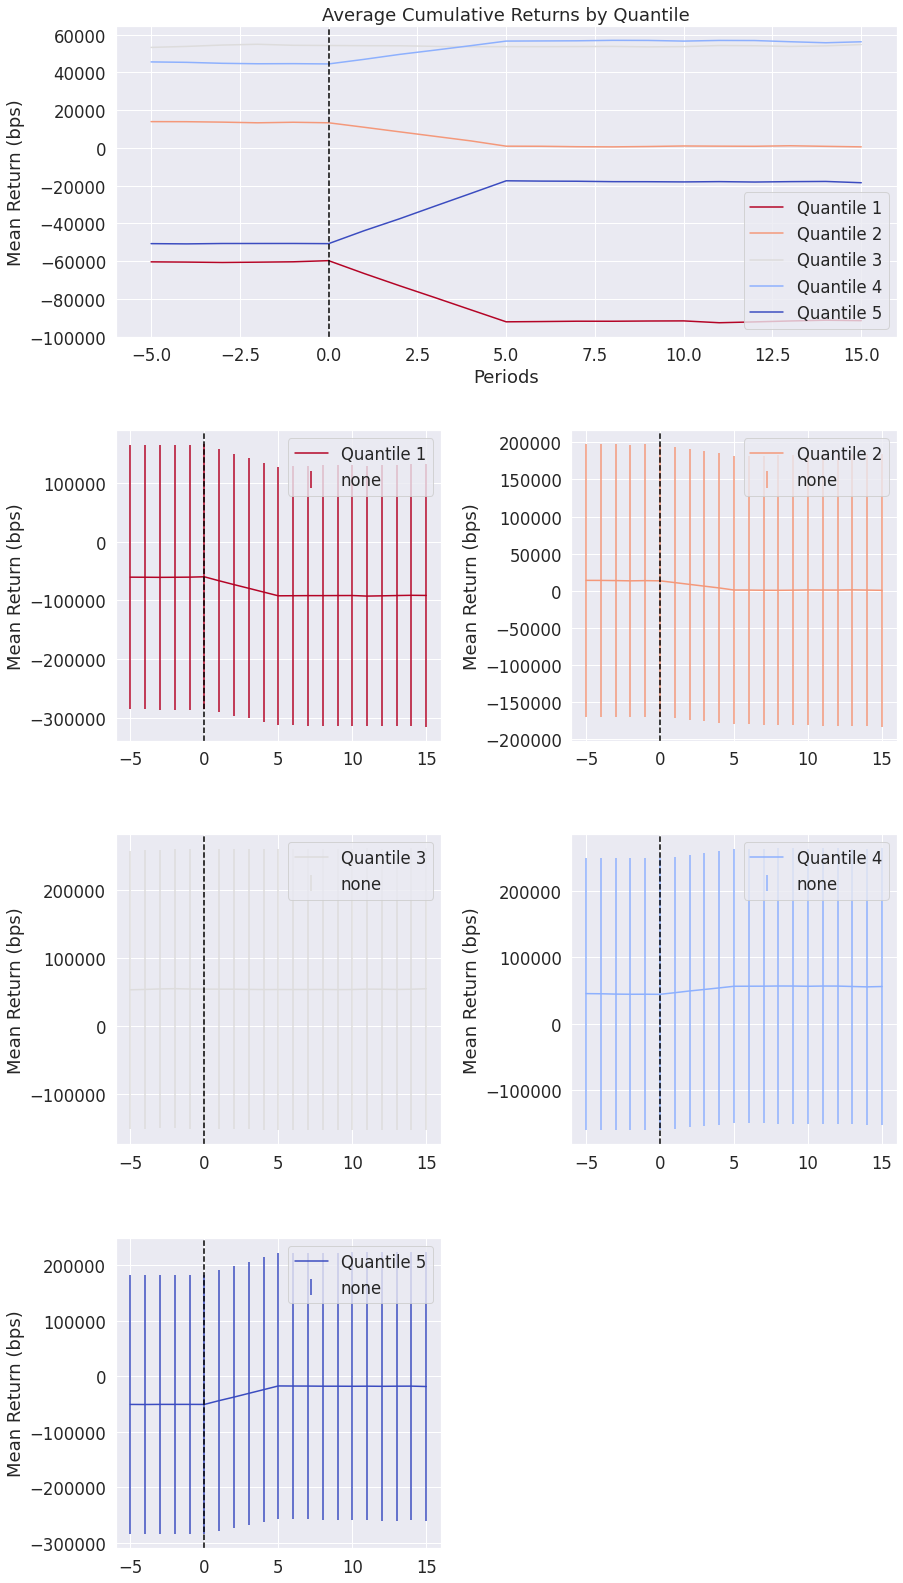 Average Cumulative Returns by Quantile
Mean Return (bps)
60000
40000
20000
0
−20000
−40000
−60000
−80000
−100000
Quantile 1
Quantile 2
Quantile 3
Quantile 4
Quantile 5
−5.0 −2.5 0.0 2.5 5.0 7.5 10.0 12.5 15.0
Periods
Mean Return (bps)
100000
0
−100000
−200000
−300000
Quantile 1
none
−5 0 5 10 15
Mean Return (bps)
200000
150000
100000
50000
0
−50000
−100000
−150000
−200000
Quantile 2
none
−5 0 5 10 15
Mean Return (bps)
200000
100000
0
−100000
Quantile 3
none
−5 0 5 10 15
Mean Return (bps)
200000
100000
0
−100000
Quantile 4
none
−5 0 5 10 15
Mean Return (bps)
200000
100000
0
−100000
−200000
−300000
Quantile 5
none
−5 0 5 10 15